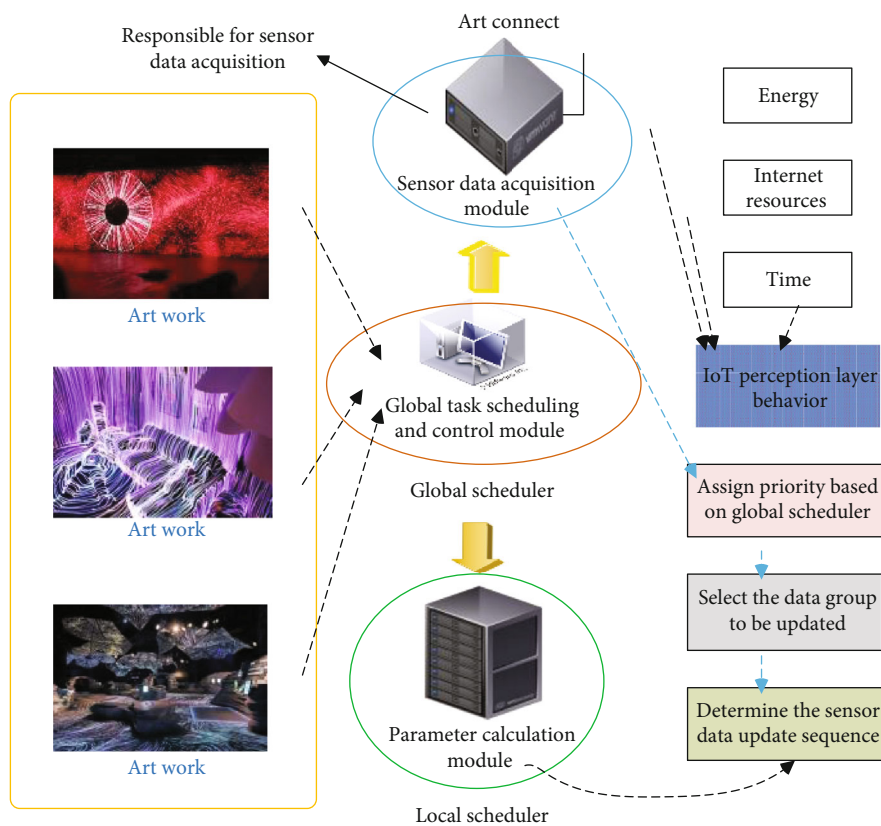 Art connect
Responsible for sensor
data acquisition
Energy
vmware
Sensor data acquisition
module
Internet
resources
Time
Art work
IoT perception layer
behavior
Global task scheduling
and control module
Art work
Global scheduler
Assign priority based
on global scheduler
Select the data group
to be updated
Determine the sensor
data update sequence
Parameter calculation
module
Art work
Local scheduler